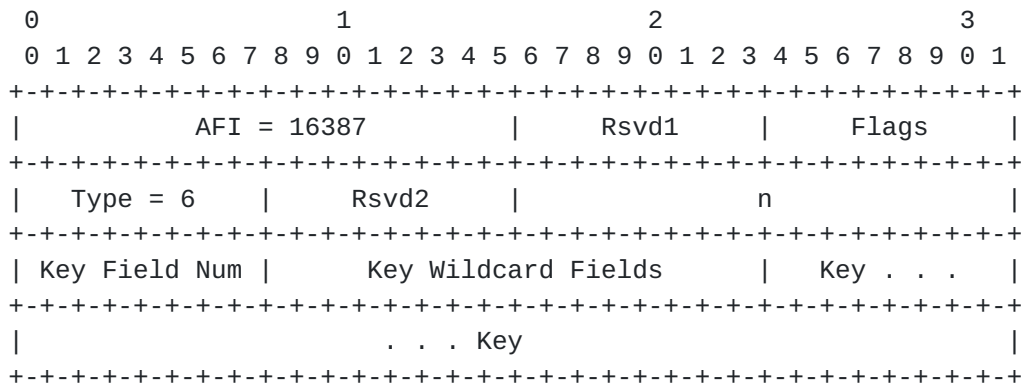 0                   1                   2                   3
 0 1 2 3 4 5 6 7 8 9 0 1 2 3 4 5 6 7 8 9 0 1 2 3 4 5 6 7 8 9 0 1
+-+-+-+-+-+-+-+-+-+-+-+-+-+-+-+-+-+-+-+-+-+-+-+-+-+-+-+-+-+-+-+-+
|           AFI = 16387         |     Rsvd1     |     Flags     |
+-+-+-+-+-+-+-+-+-+-+-+-+-+-+-+-+-+-+-+-+-+-+-+-+-+-+-+-+-+-+-+-+
|   Type = 6    |     Rsvd2     |               n               |
+-+-+-+-+-+-+-+-+-+-+-+-+-+-+-+-+-+-+-+-+-+-+-+-+-+-+-+-+-+-+-+-+
| Key Field Num |      Key Wildcard Fields      |   Key . . .   |
+-+-+-+-+-+-+-+-+-+-+-+-+-+-+-+-+-+-+-+-+-+-+-+-+-+-+-+-+-+-+-+-+
|                       . . . Key                               |
+-+-+-+-+-+-+-+-+-+-+-+-+-+-+-+-+-+-+-+-+-+-+-+-+-+-+-+-+-+-+-+-+